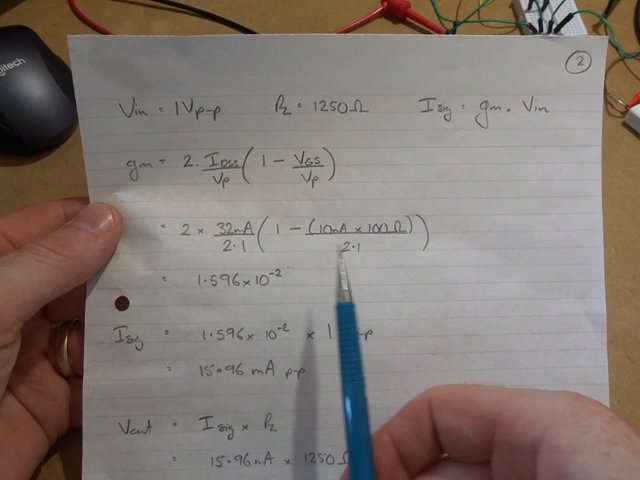 logitech
2
Vin = 1Vp-p R2 = 1250Ω Isig = gm. Vin
gm = 2. IDSS/Vp ( 1 - VGS/Vp )
= 2 × 32mA/2.1 ( 1 - (10mA × 100Ω)/2.1 )
= 1.596 × 10⁻²
Isig = 1.596 × 10⁻² × 1 p-p
= 15.96 mA p-p
Vout = Isig × R2
= 15.96mA × 1250Ω